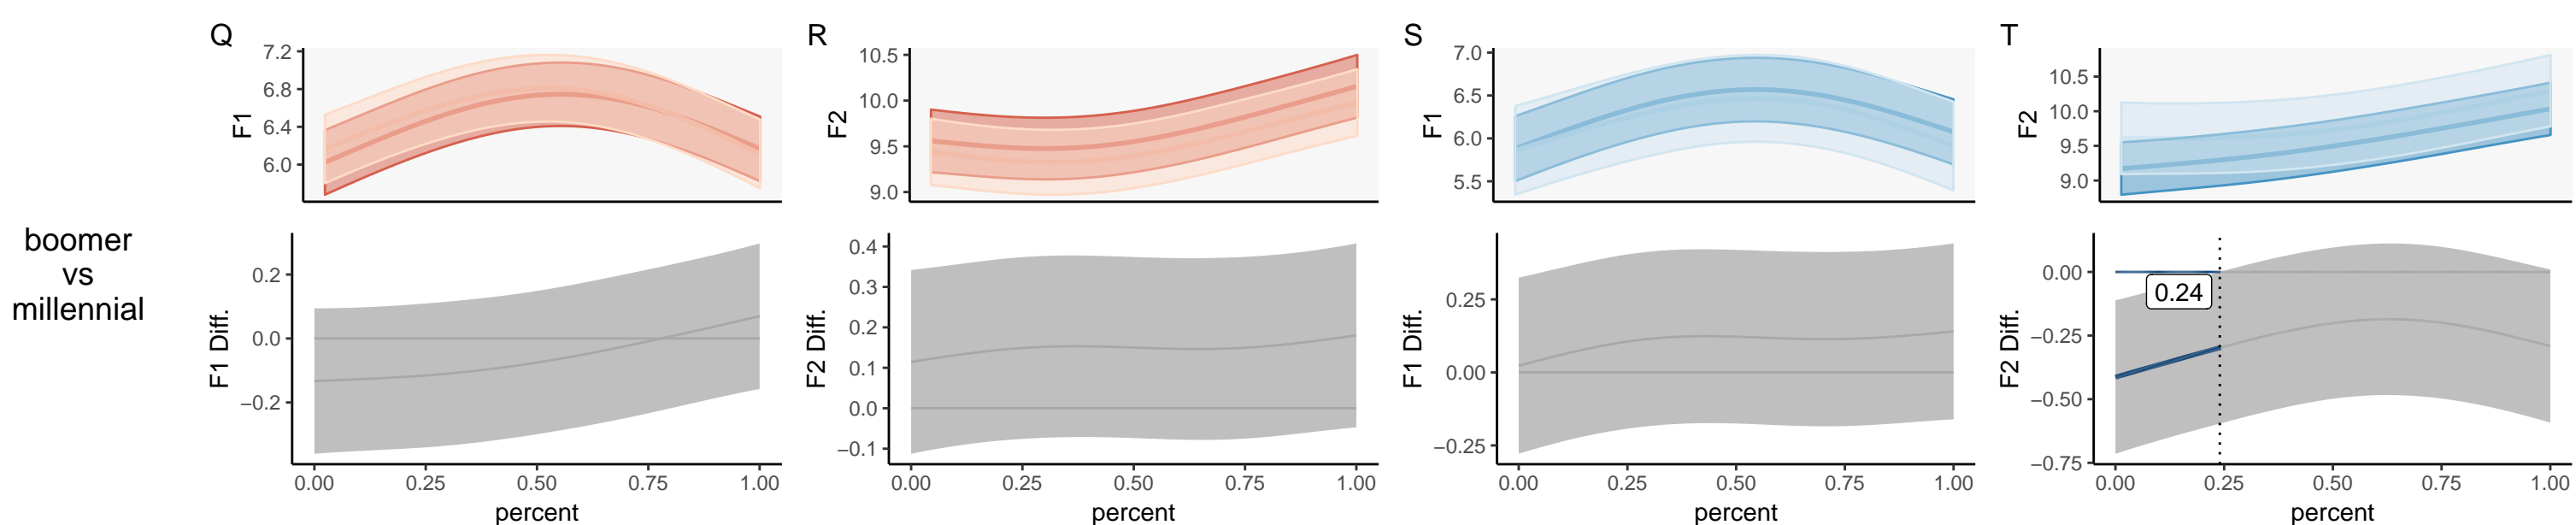 boomer
vs
millennial
Q
7.2
6.8
6.4
6.0
F1
0.2
0.0
−0.2
F1 Diff.
0.00 0.25 0.50 0.75 1.00
percent
R
10.5
10.0
9.5
9.0
F2
0.4
0.3
0.2
0.1
0.0
−0.1
F2 Diff.
0.00 0.25 0.50 0.75 1.00
percent
S
7.0
6.5
6.0
5.5
F1
0.25
0.00
−0.25
F1 Diff.
0.00 0.25 0.50 0.75 1.00
percent
T
10.5
10.0
9.5
9.0
F2
0.00
−0.25
−0.50
−0.75
F2 Diff.
0.24
0.00 0.25 0.50 0.75 1.00
percent